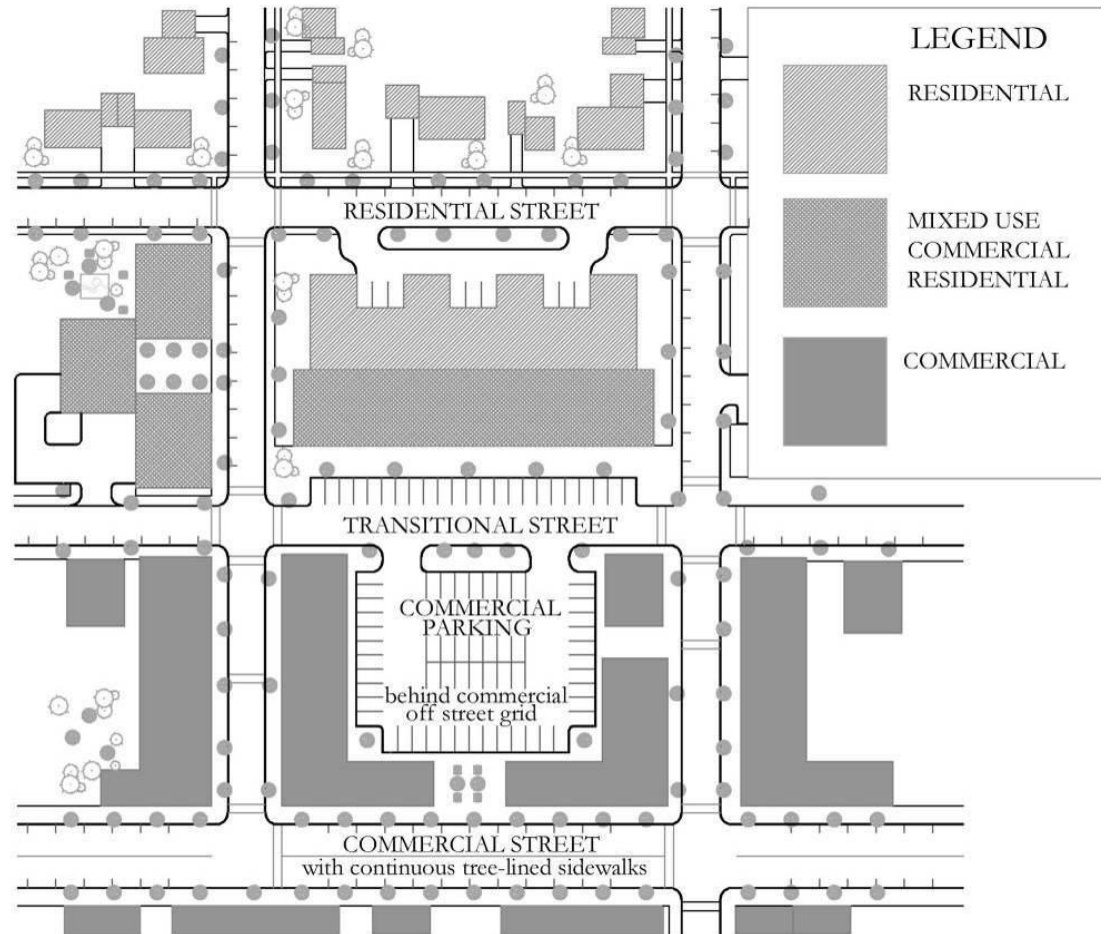 LEGEND
RESIDENTIAL
MIXED USE
COMMERCIAL
RESIDENTIAL
COMMERCIAL
RESIDENTIAL STREET
TRANSITIONAL STREET
COMMERCIAL
PARKING
behind commercial
off street grid
COMMERCIAL STREET
with continuous tree-lined sidewalks